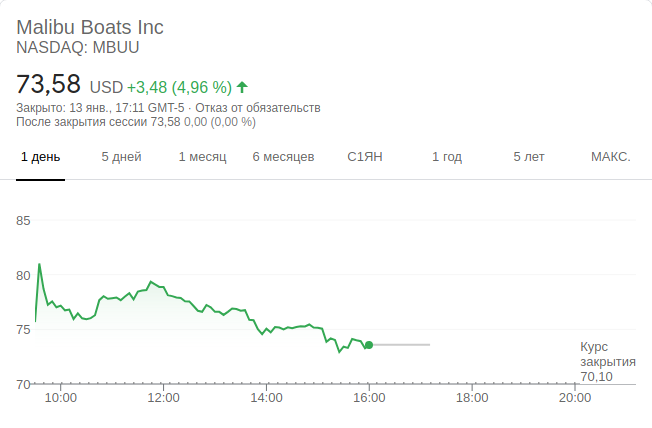 Malibu Boats Inc
NASDAQ: MBUU
73,58 USD +3,48 (4,96 %)
Закрыто: 13 янв., 17:11 GMT-5 · Отказ от обязательств
После закрытия сессии 73,58 0,00 (0,00 %)
1 день 5 дней 1 месяц 6 месяцев С1ЯН 1 год 5 лет МАКС.
85
80
75
Курс
закрытия
70,10
70
10:00 12:00 14:00 16:00 18:00 20:00